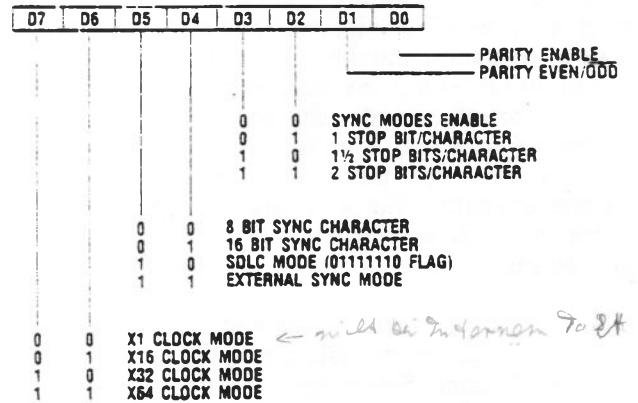 D7 D6 D5 D4 D3 D2 D1 D0
PARITY ENABLE
PARITY EVEN/O̅D̅D̅
0 0 SYNC MODES ENABLE
0 1 1 STOP BIT/CHARACTER
1 0 1½ STOP BITS/CHARACTER
1 1 2 STOP BITS/CHARACTER
0 0 8 BIT SYNC CHARACTER
0 1 16 BIT SYNC CHARACTER
1 0 SDLC MODE (01111110 FLAG)
1 1 EXTERNAL SYNC MODE
0 0 X1 CLOCK MODE ←
0 1 X16 CLOCK MODE
1 0 X32 CLOCK MODE
1 1 X64 CLOCK MODE